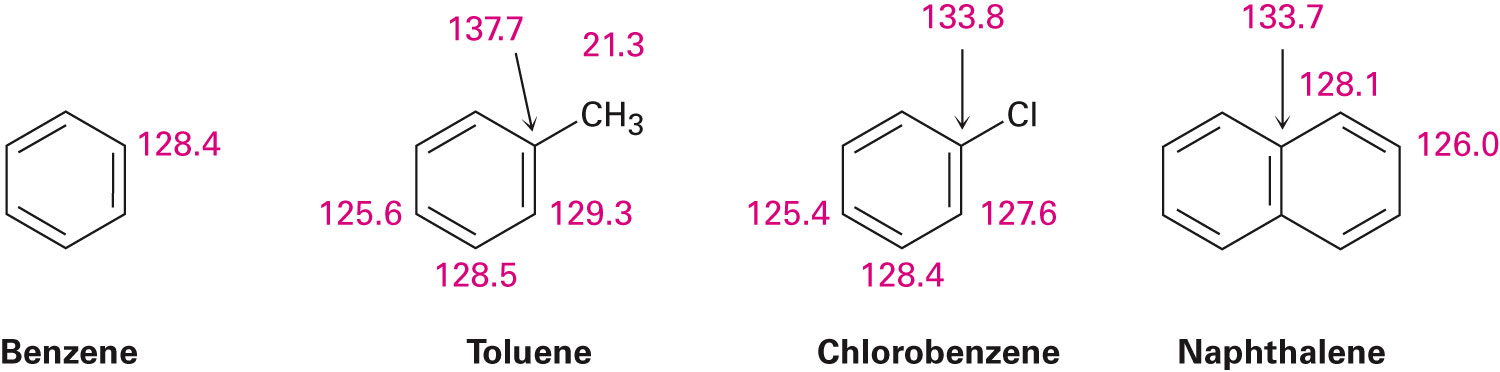 137.7
21.3
133.8
133.7
128.1
CH3
Cl
128.4
126.0
125.6
129.3
125.4
127.6
128.5
128.4
Benzene
Toluene
Chlorobenzene
Naphthalene